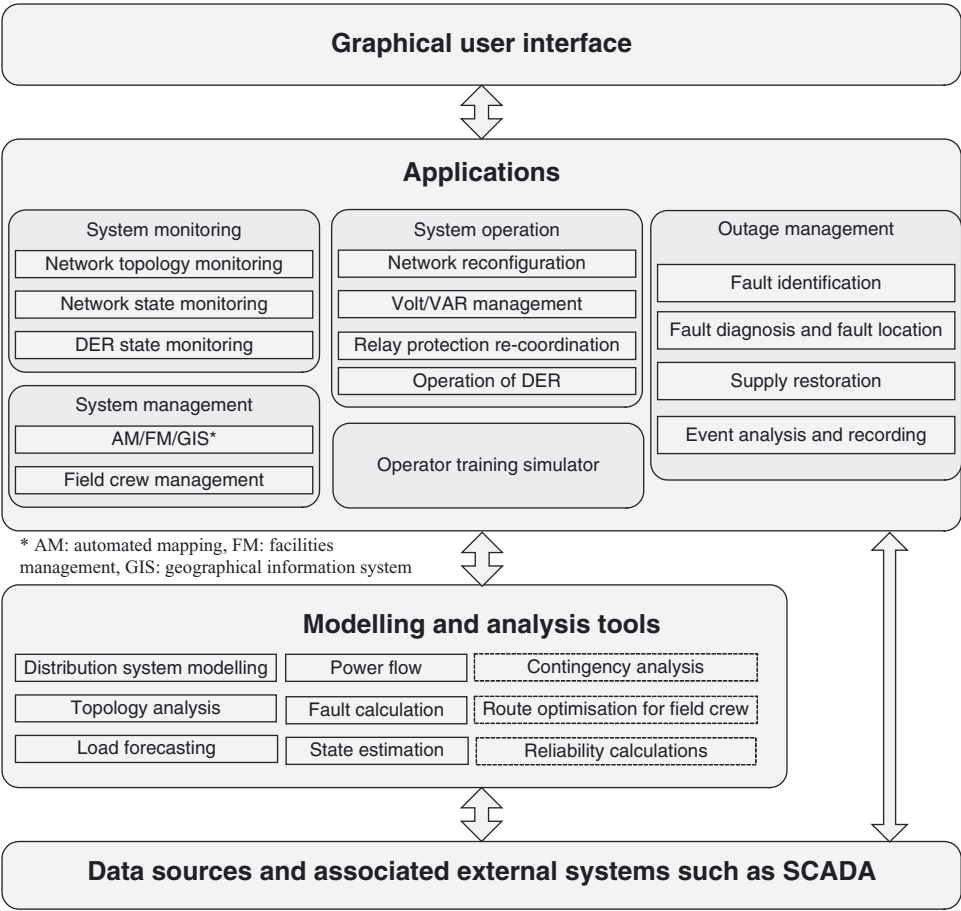 Graphical user interface
Applications
System monitoring
Network topology monitoring
Network state monitoring
DER state monitoring
System management
AM/FM/GIS*
Field crew management
System operation
Network reconfiguration
Volt/VAR management
Relay protection re-coordination
Operation of DER
Operator training simulator
Outage management
Fault identification
Fault diagnosis and fault location
Supply restoration
Event analysis and recording
* AM: automated mapping, FM: facilities
management, GIS: geographical information system
Modelling and analysis tools
Distribution system modelling
Topology analysis
Load forecasting
Power flow
Fault calculation
State estimation
Contingency analysis
Route optimisation for field crew
Reliability calculations
Data sources and associated external systems such as SCADA